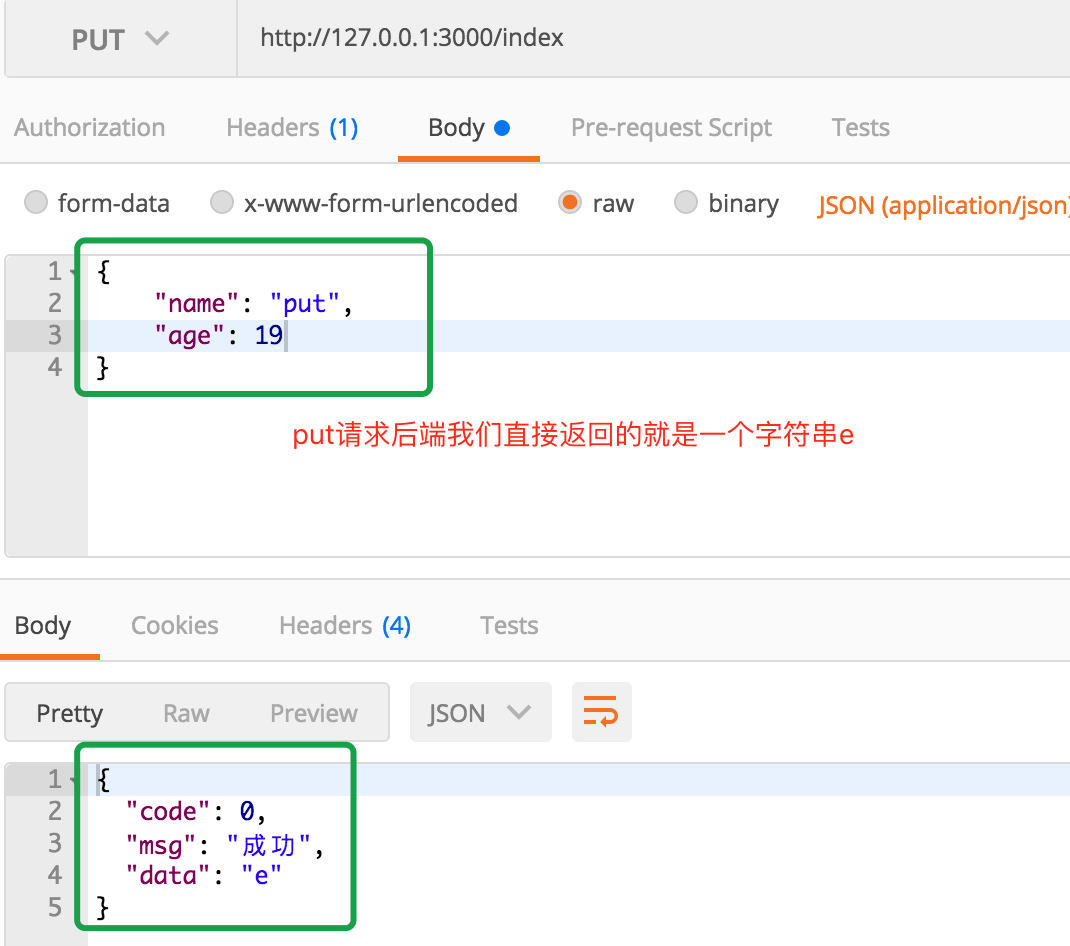 PUT http://127.0.0.1:3000/index
Authorization Headers (1) Body Pre-request Script Tests
form-data x-www-form-urlencoded raw binary JSON (application/json)
1 {
2 "name": "put",
3 "age": 19
4 }
put请求后端我们直接返回的就是一个字符串e
Body Cookies Headers (4) Tests
Pretty Raw Preview JSON
1 {
2 "code": 0,
3 "msg": "成功",
4 "data": "e"
5 }